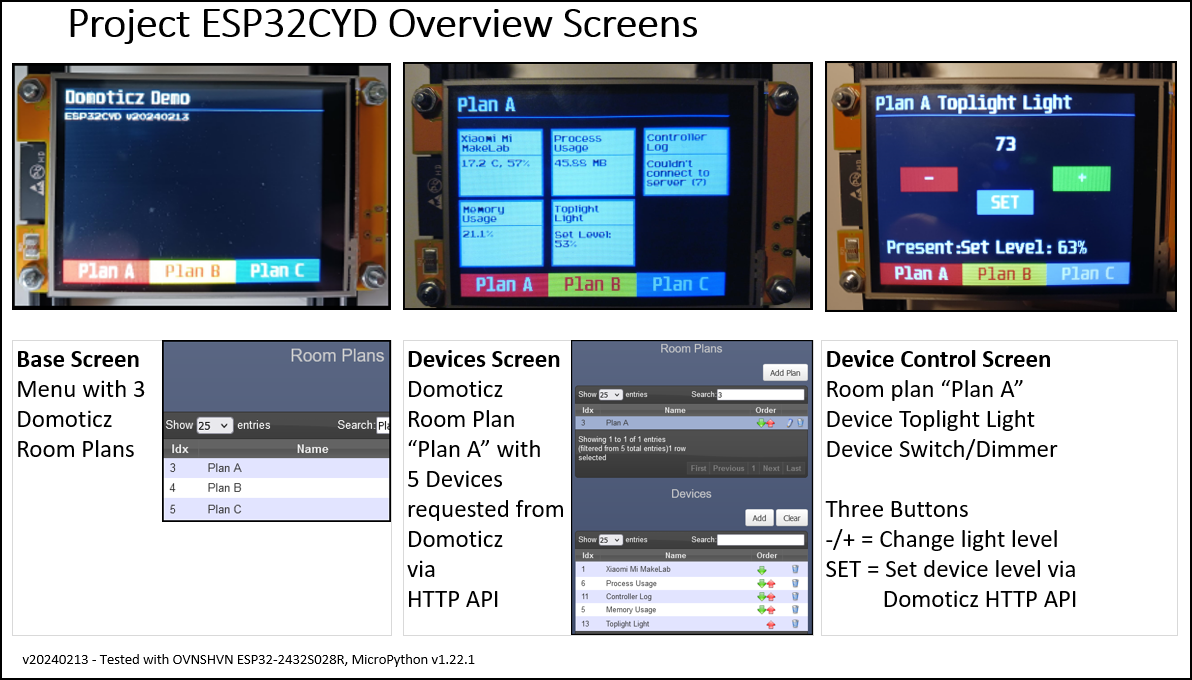 Project ESP32CYD Overview Screens
Domoticz Demo
ESP32CYD v20240213
Plan A Plan B Plan C
Plan A
Xiaomi Mi
MakeLab
17.2 C, 57%
Process
Usage
45.88 MB
Controller
Log
Couldn't
connect to
server (7)
Memory
Usage
21.1%
Toplight
Light
Set Level:
53%
Plan A Plan B Plan C
Plan A Toplight Light
73
- +
SET
Present:Set Level: 63%
Plan A Plan B Plan C
Base Screen
Menu with 3
Domoticz
Room Plans
Room Plans
Show 25 entries Search: Pla
Idx Name
3 Plan A
4 Plan B
5 Plan C
Devices Screen
Domoticz
Room Plan
“Plan A” with
5 Devices
requested from
Domoticz
via
HTTP API
Room Plans
Add Plan
Show 25 entries Search: 3
Idx Name Order
3 Plan A
Showing 1 to 1 of 1 entries
(filtered from 5 total entries)1 row
selected
First Previous 1 Next Last
Devices
Add Clear
Show 25 entries Search:
Idx Name Order
1 Xiaomi Mi MakeLab
6 Process Usage
11 Controller Log
5 Memory Usage
13 Toplight Light
Device Control Screen
Room plan “Plan A”
Device Toplight Light
Device Switch/Dimmer
Three Buttons
-/+ = Change light level
SET = Set device level via
Domoticz HTTP API
v20240213 - Tested with OVNSHVN ESP32-2432S028R, MicroPython v1.22.1